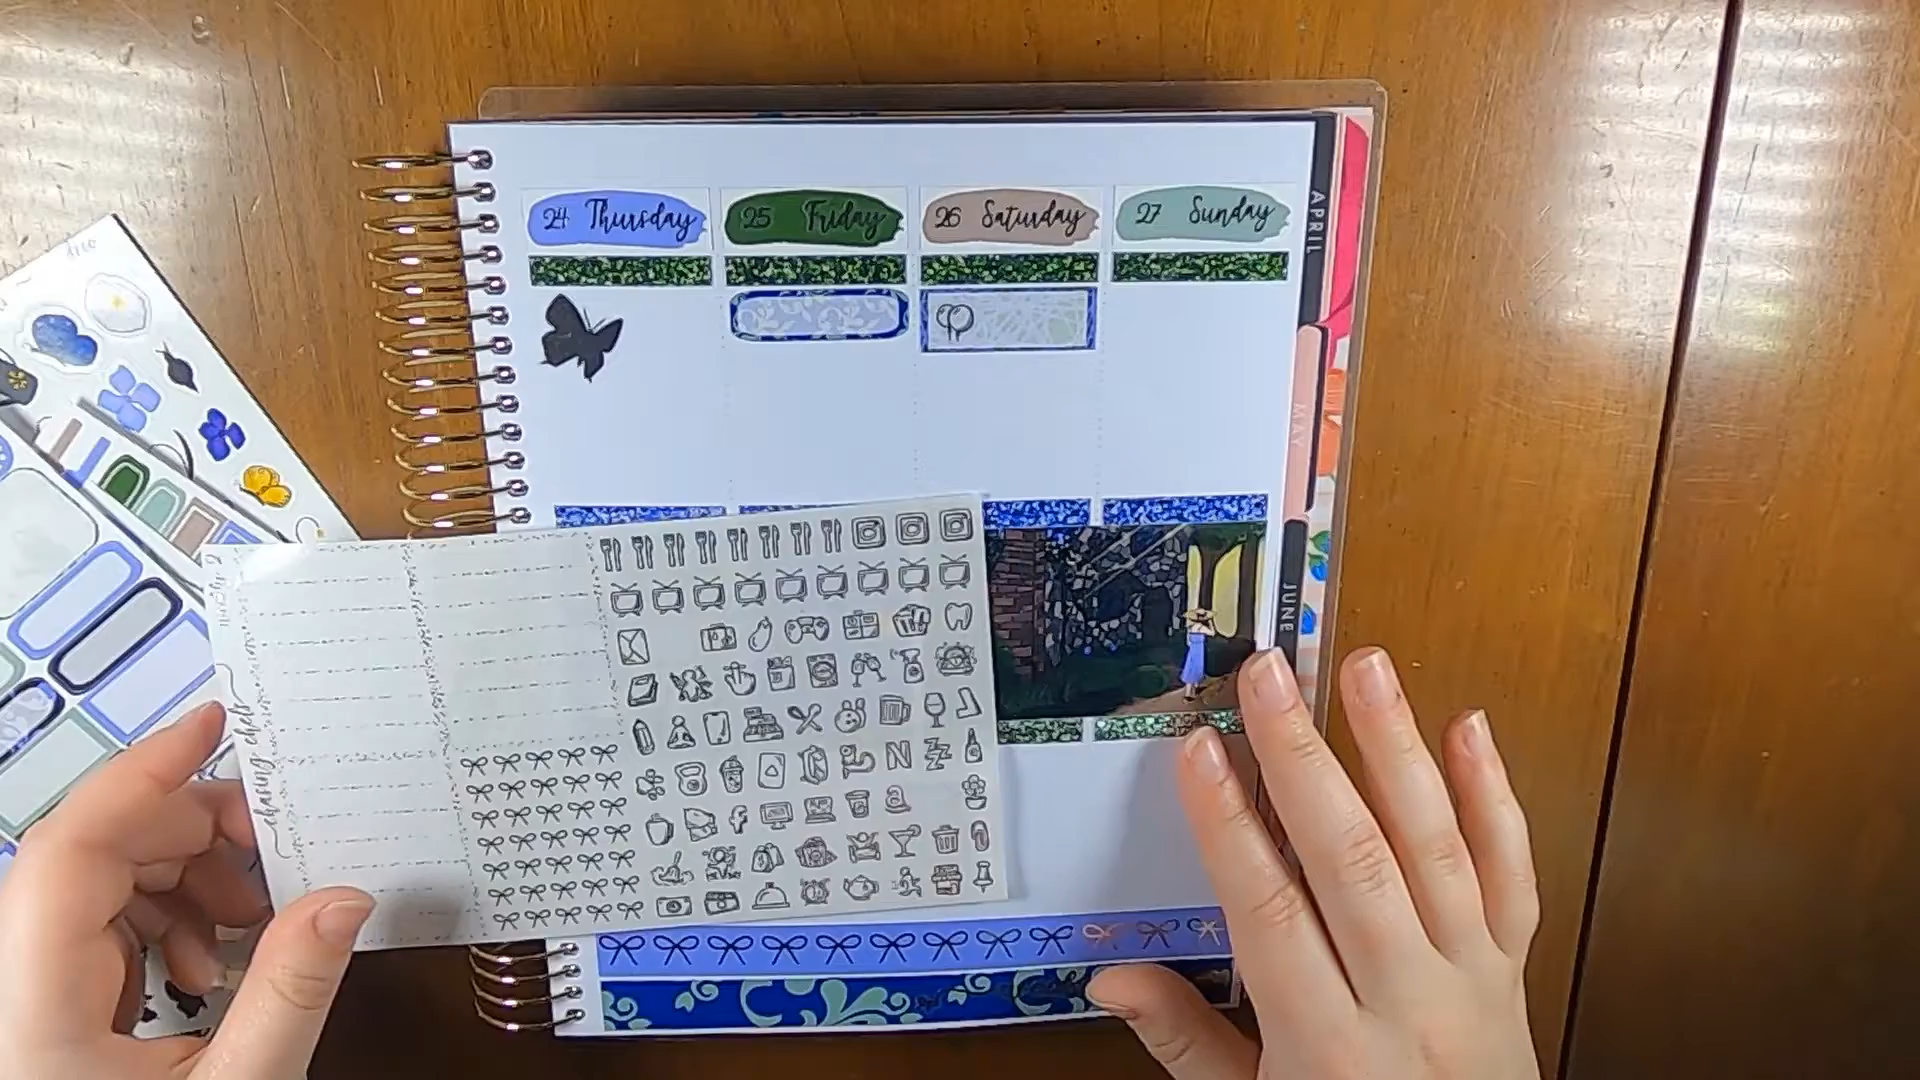 24 Thursday
25 Friday
26 Saturday
27 Sunday
APRIL
MAY
JUNE
N
f
a